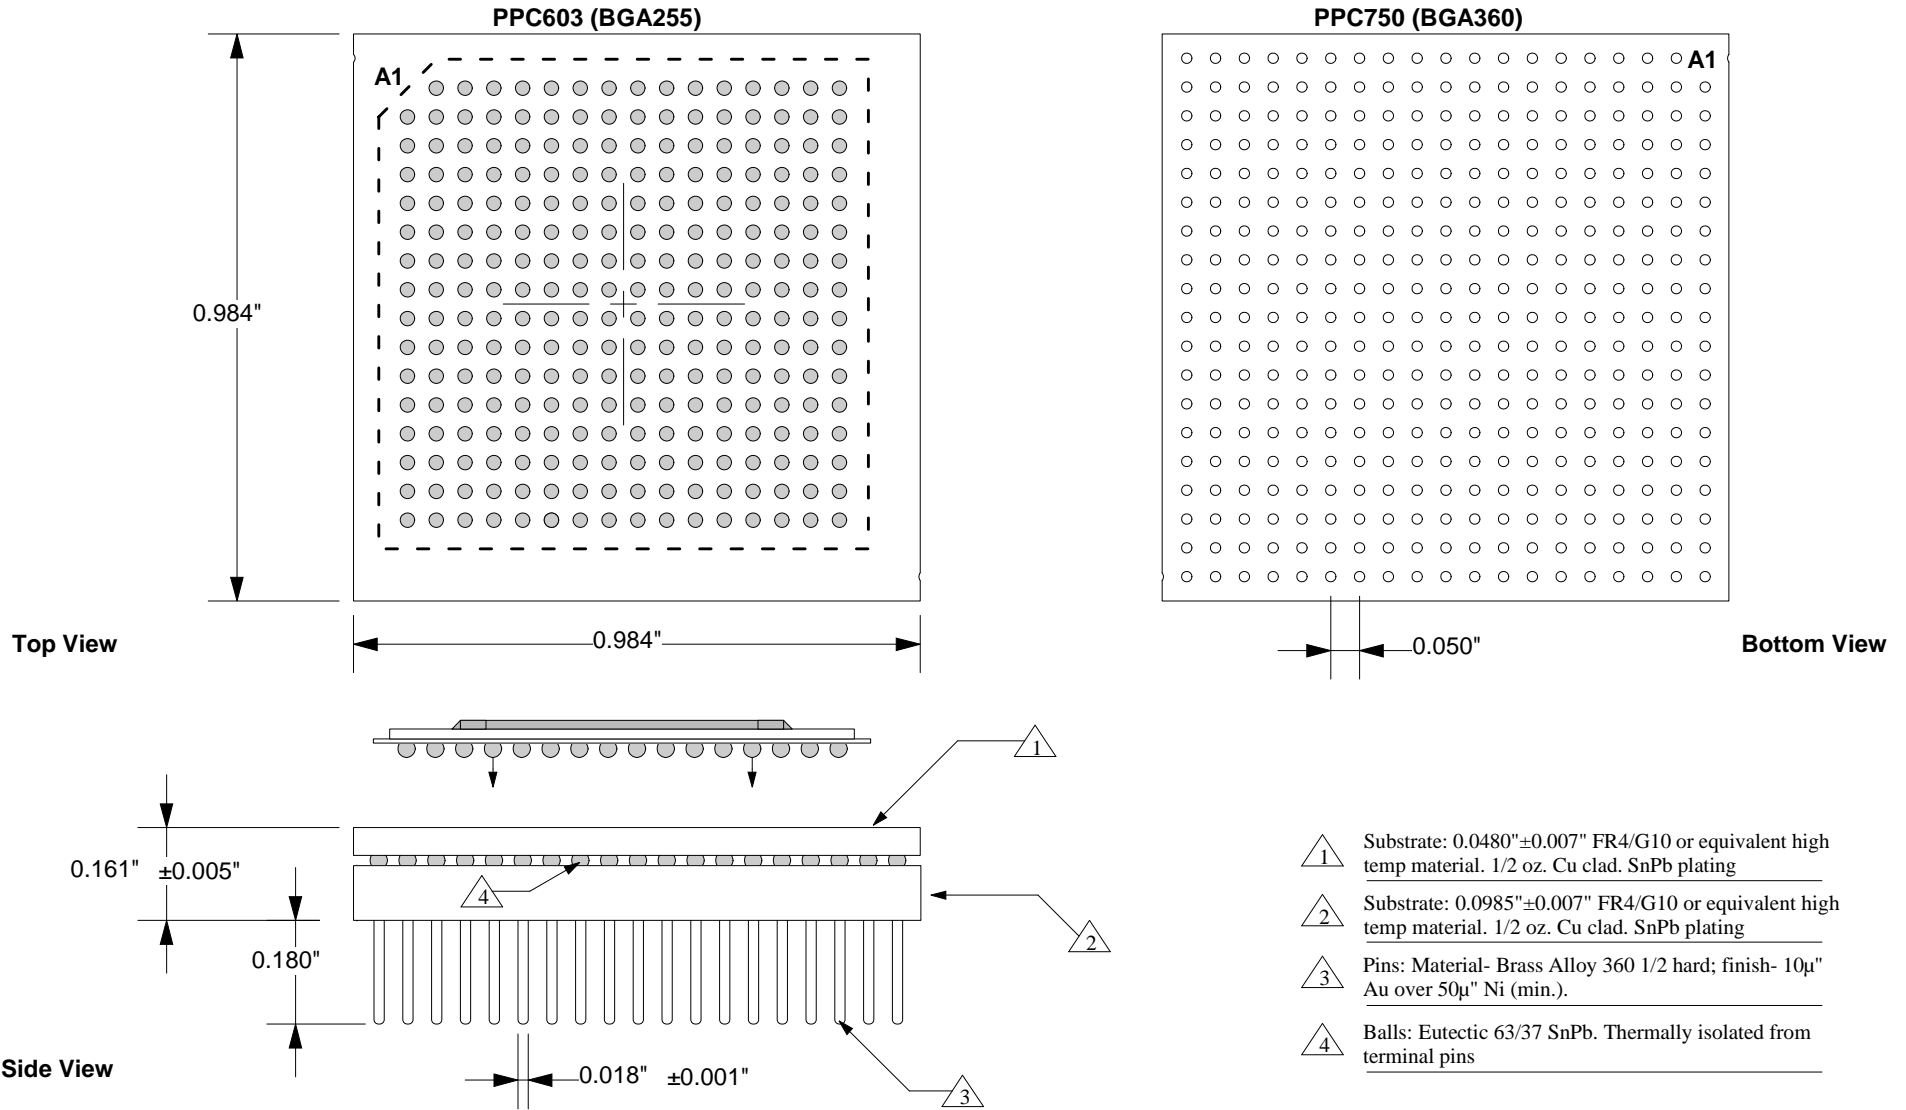 PPC603 (BGA255)
PPC750 (BGA360)
A1
A1
0.984"
0.984"
0.050"
Top View
Bottom View
1
0.161" ±0.005"
4
2
0.180"
Side View
0.018" ±0.001"
3
1
Substrate: 0.0480"±0.007" FR4/G10 or equivalent high
temp material. 1/2 oz. Cu clad. SnPb plating
2
Substrate: 0.0985"±0.007" FR4/G10 or equivalent high
temp material. 1/2 oz. Cu clad. SnPb plating
3
Pins: Material- Brass Alloy 360 1/2 hard; finish- 10µ"
Au over 50µ" Ni (min.).
4
Balls: Eutectic 63/37 SnPb. Thermally isolated from
terminal pins